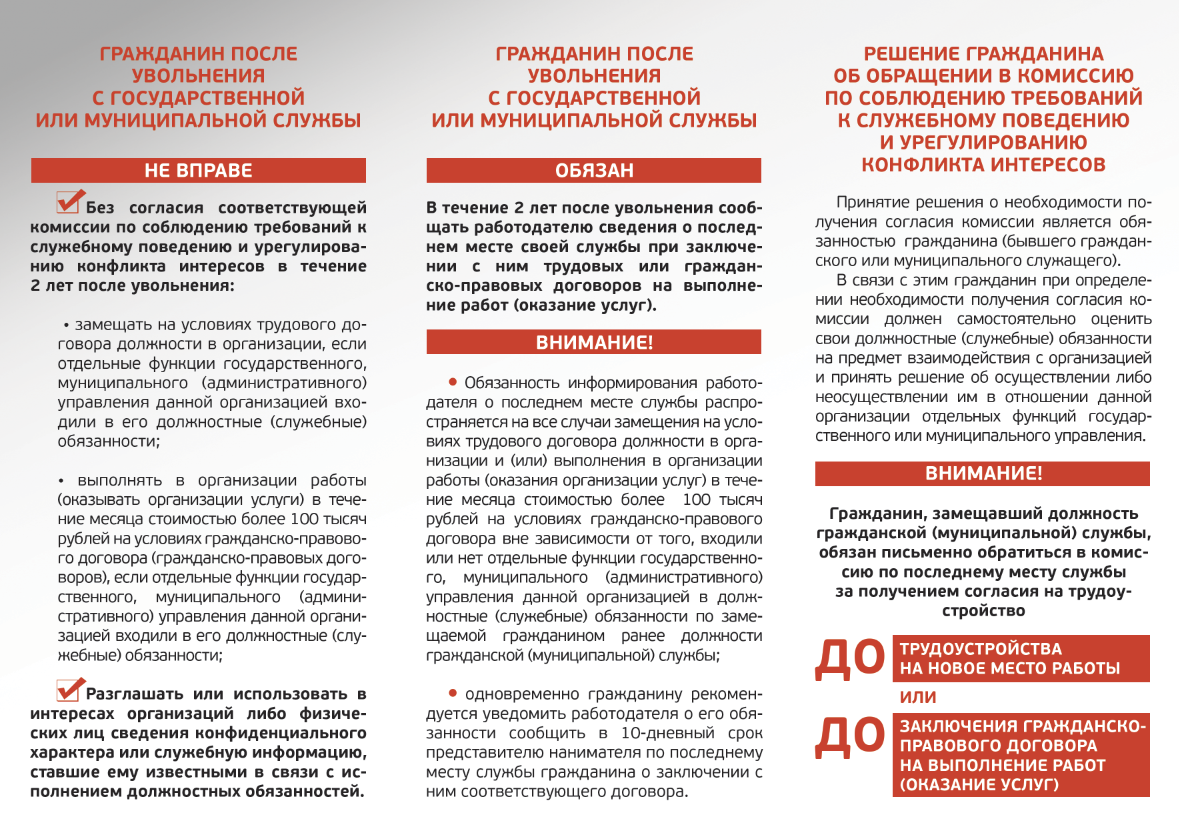 ГРАЖДАНИН ПОСЛЕ
УВОЛЬНЕНИЯ
С ГОСУДАРСТВЕННОЙ
ИЛИ МУНИЦИПАЛЬНОЙ СЛУЖБЫ
НЕ ВПРАВЕ
Без согласия соответствующей
комиссии по соблюдению требований к
служебному поведению и урегулирова-
нию конфликта интересов в течение
2 лет после увольнения:
• замещать на условиях трудового до-
говора должности в организации, если
отдельные функции государственного,
муниципального (административного)
управления данной организацией вхо-
дили в его должностные (служебные)
обязанности;
• выполнять в организации работы
(оказывать организации услуги) в тече-
ние месяца стоимостью более 100 тысяч
рублей на условиях гражданско-правово-
го договора (гражданско-правовых дого-
воров), если отдельные функции государ-
ственного, муниципального (админи-
стративного) управления данной органи-
зацией входили в его должностные (слу-
жебные) обязанности;
Разглашать или использовать в
интересах организаций либо физиче-
ских лиц сведения конфиденциального
характера или служебную информацию,
ставшие ему известными в связи с ис-
полнением должностных обязанностей.
ГРАЖДАНИН ПОСЛЕ
УВОЛЬНЕНИЯ
С ГОСУДАРСТВЕННОЙ
ИЛИ МУНИЦИПАЛЬНОЙ СЛУЖБЫ
ОБЯЗАН
В течение 2 лет после увольнения сооб-
щать работодателю сведения о послед-
нем месте своей службы при заключе-
нии с ним трудовых или граждан-
ско-правовых договоров на выполне-
ние работ (оказание услуг).
ВНИМАНИЕ!
• Обязанность информирования работо-
дателя о последнем месте службы распро-
страняется на все случаи замещения на усло-
виях трудового договора должности в орга-
низации и (или) выполнения в организации
работы (оказания организации услуг) в тече-
ние месяца стоимостью более 100 тысяч
рублей на условиях гражданско-правового
договора вне зависимости от того, входили
или нет отдельные функции государственно-
го, муниципального (административного)
управления данной организацией в долж-
ностные (служебные) обязанности по заме-
щаемой гражданином ранее должности
гражданской (муниципальной) службы;
• одновременно гражданину рекомен-
дуется уведомить работодателя о его обя-
занности сообщить в 10-дневный срок
представителю нанимателя по последнему
месту службы гражданина о заключении с
ним соответствующего договора.
РЕШЕНИЕ ГРАЖДАНИНА
ОБ ОБРАЩЕНИИ В КОМИССИЮ
ПО СОБЛЮДЕНИЮ ТРЕБОВАНИЙ
К СЛУЖЕБНОМУ ПОВЕДЕНИЮ
И УРЕГУЛИРОВАНИЮ
КОНФЛИКТА ИНТЕРЕСОВ
Принятие решения о необходимости по-
лучения согласия комиссии является обя-
занностью гражданина (бывшего граждан-
ского или муниципального служащего).
В связи с этим гражданин при определе-
нии необходимости получения согласия ко-
миссии должен самостоятельно оценить
свои должностные (служебные) обязанности
на предмет взаимодействия с организацией
и принять решение об осуществлении либо
неосуществлении им в отношении данной
организации отдельных функций государ-
ственного или муниципального управления.
ВНИМАНИЕ!
Гражданин, замещавший должность
гражданской (муниципальной) службы,
обязан письменно обратиться в комис-
сию по последнему месту службы
за получением согласия на трудоу-
стройство
ДО ТРУДОУСТРОЙСТВА
НА НОВОЕ МЕСТО РАБОТЫ
ИЛИ
ДО ЗАКЛЮЧЕНИЯ ГРАЖДАНСКО-
ПРАВОВОГО ДОГОВОРА
НА ВЫПОЛНЕНИЕ РАБОТ
(ОКАЗАНИЕ УСЛУГ)